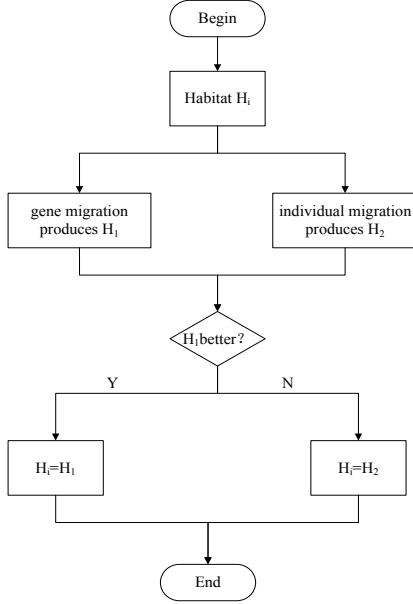 Begin
Habitat Hᵢ
gene migration
produces H₁
individual migration
produces H₂
H₁better？
Y
N
Hᵢ=H₁
Hᵢ=H₂
End